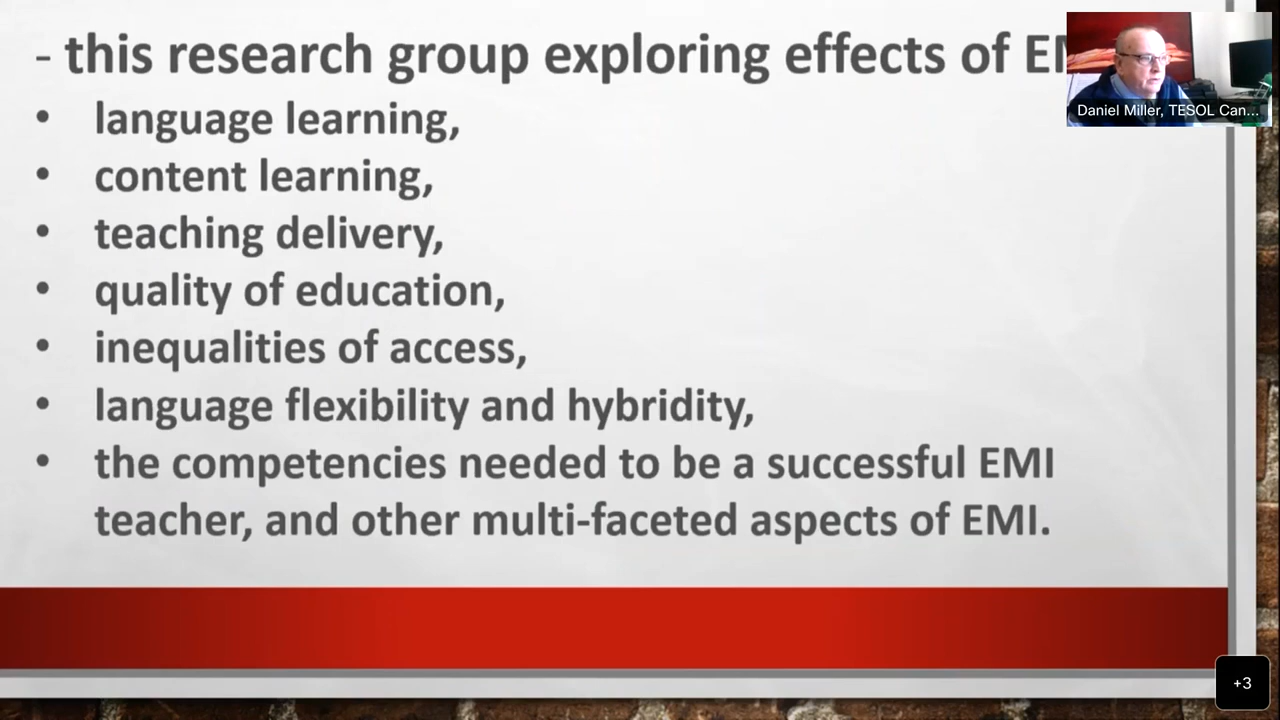 - this research group exploring effects of
• language learning,
• content learning,
• teaching delivery,
• quality of education,
• inequalities of access,
• language flexibility and hybridity,
• the competencies needed to be a successful EMI
teacher, and other multi-faceted aspects of EMI.
Daniel Miller, TESOL Can...
+3